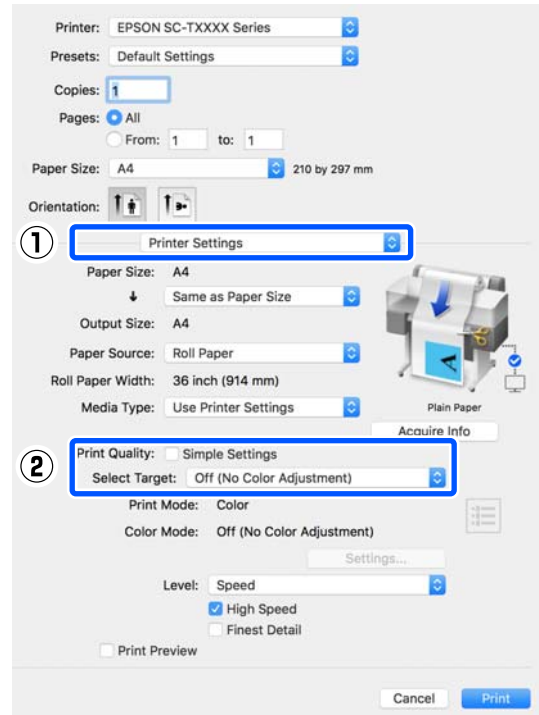 Printer: EPSON SC-TXXXX Series
Presets: Default Settings
Copies: 1
Pages: All
From: 1 to: 1
Paper Size: A4 210 by 297 mm
Orientation:
1 Printer Settings
Paper Size: A4
Same as Paper Size
Output Size: A4
Paper Source: Roll Paper
Roll Paper Width: 36 inch (914 mm)
Media Type: Use Printer Settings Plain Paper
Acquire Info
2 Print Quality: Simple Settings
Select Target: Off (No Color Adjustment)
Print Mode: Color
Color Mode: Off (No Color Adjustment)
Settings...
Level: Speed
High Speed
Finest Detail
Print Preview
Cancel Print